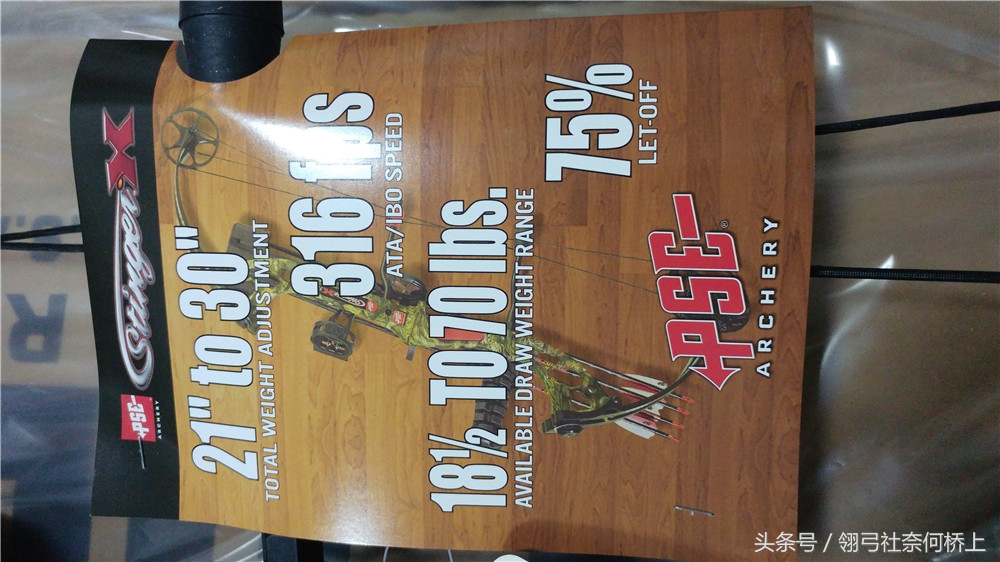 PSE
ARCHERY
Stinger X
21" to 30"
TOTAL WEIGHT ADJUSTMENT
316 fps
ATA/IBO SPEED
18½ TO 70 lbs.
AVAILABLE DRAW WEIGHT RANGE
75%
LET-OFF
PSE®
ARCHERY
R
头条号 / 翎弓社奈何桥上